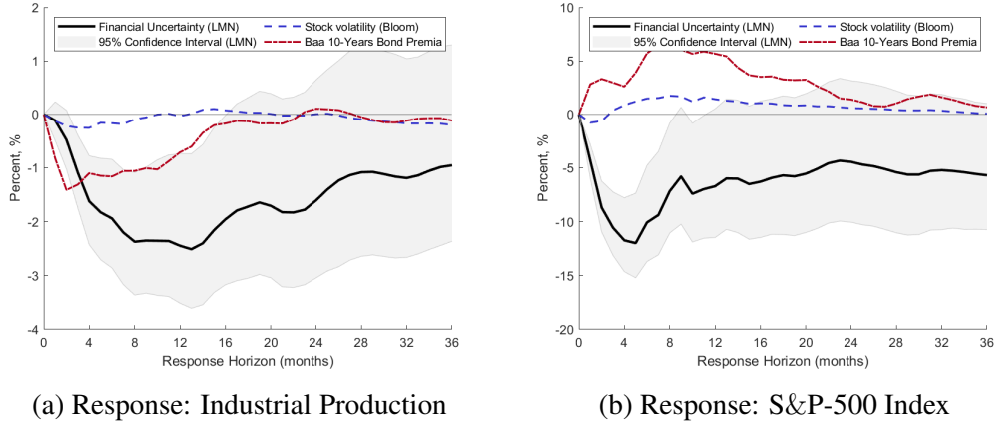 2%
1
0
-1
-2
-3
-4
Percent, %
Financial Uncertainty (LMN)
95% Confidence Interval (LMN)
Stock volatility (Bloom)
Baa 10-Years Bond Premia
0 4 8 12 16 20 24 28 32 36
Response Horizon (months)
(a) Response: Industrial Production
10 %
5
0
-5
-10
-15
-20
Percent, %
Financial Uncertainty (LMN)
95% Confidence Interval (LMN)
Stock volatility (Bloom)
Baa 10-Years Bond Premia
0 4 8 12 16 20 24 28 32 36
Response Horizon (months)
(b) Response: S&P-500 Index